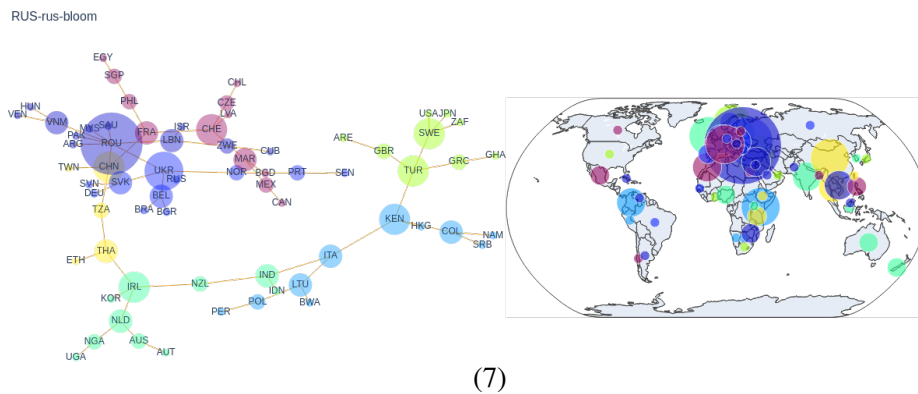 RUS-rus-bloom
EGY
SGP
CHL
PHL
CZE
LVA
HUN
VEN
VNM
MYS
SAU
PAK
ARG
ROU
FRA
ISR
CHE
LBN
ZWE
CUB
MAR
TWN
CHN
UKR
RUS
NOR
BGD
PRT
SEN
MEX
CAN
SVN
DEU
SVK
BEL
BRA
BGR
TZA
ETH
THA
USA
JPN
ZAF
SWE
ARE
GBR
TUR
GRC
GHA
KEN
HKG
COL
NAM
SRB
ITA
IND
IDN
LTU
NZL
IRL
KOR
POL
PER
BWA
NLD
NGA
AUS
UGA
AUT
(7)